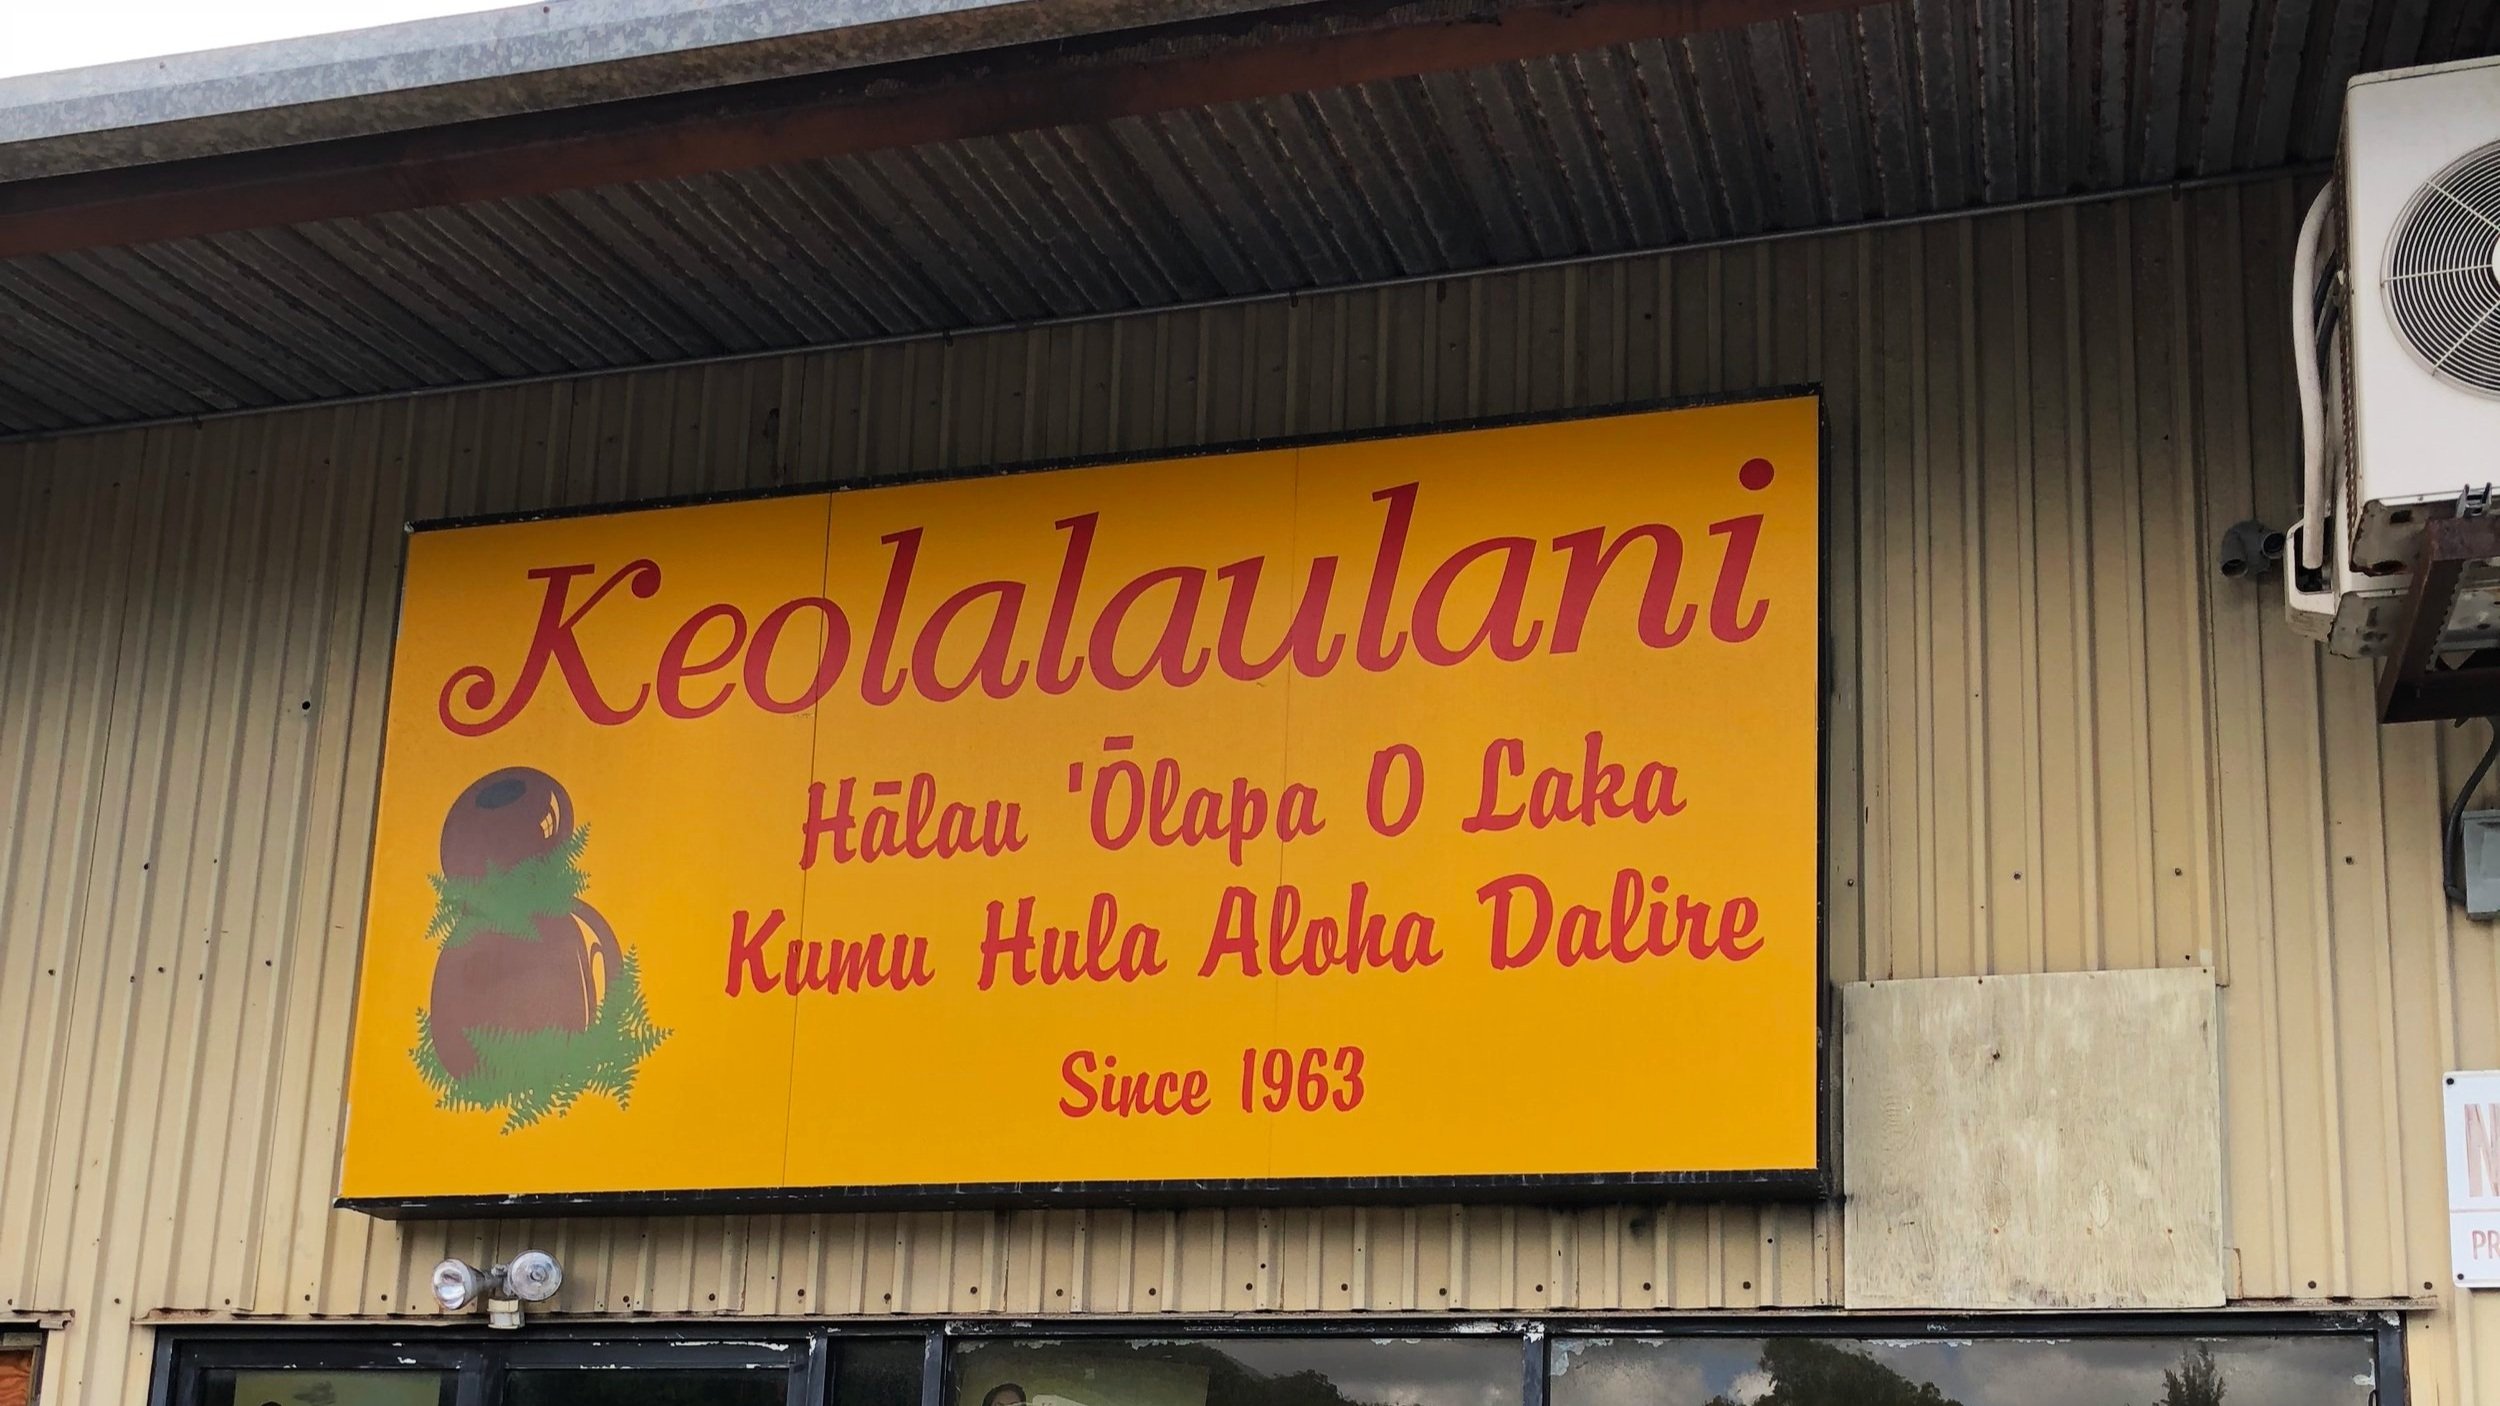 Keolalaulani
Hālau 'Ōlapa O Laka
Kumu Hula Aloha Dalire
Since 1963